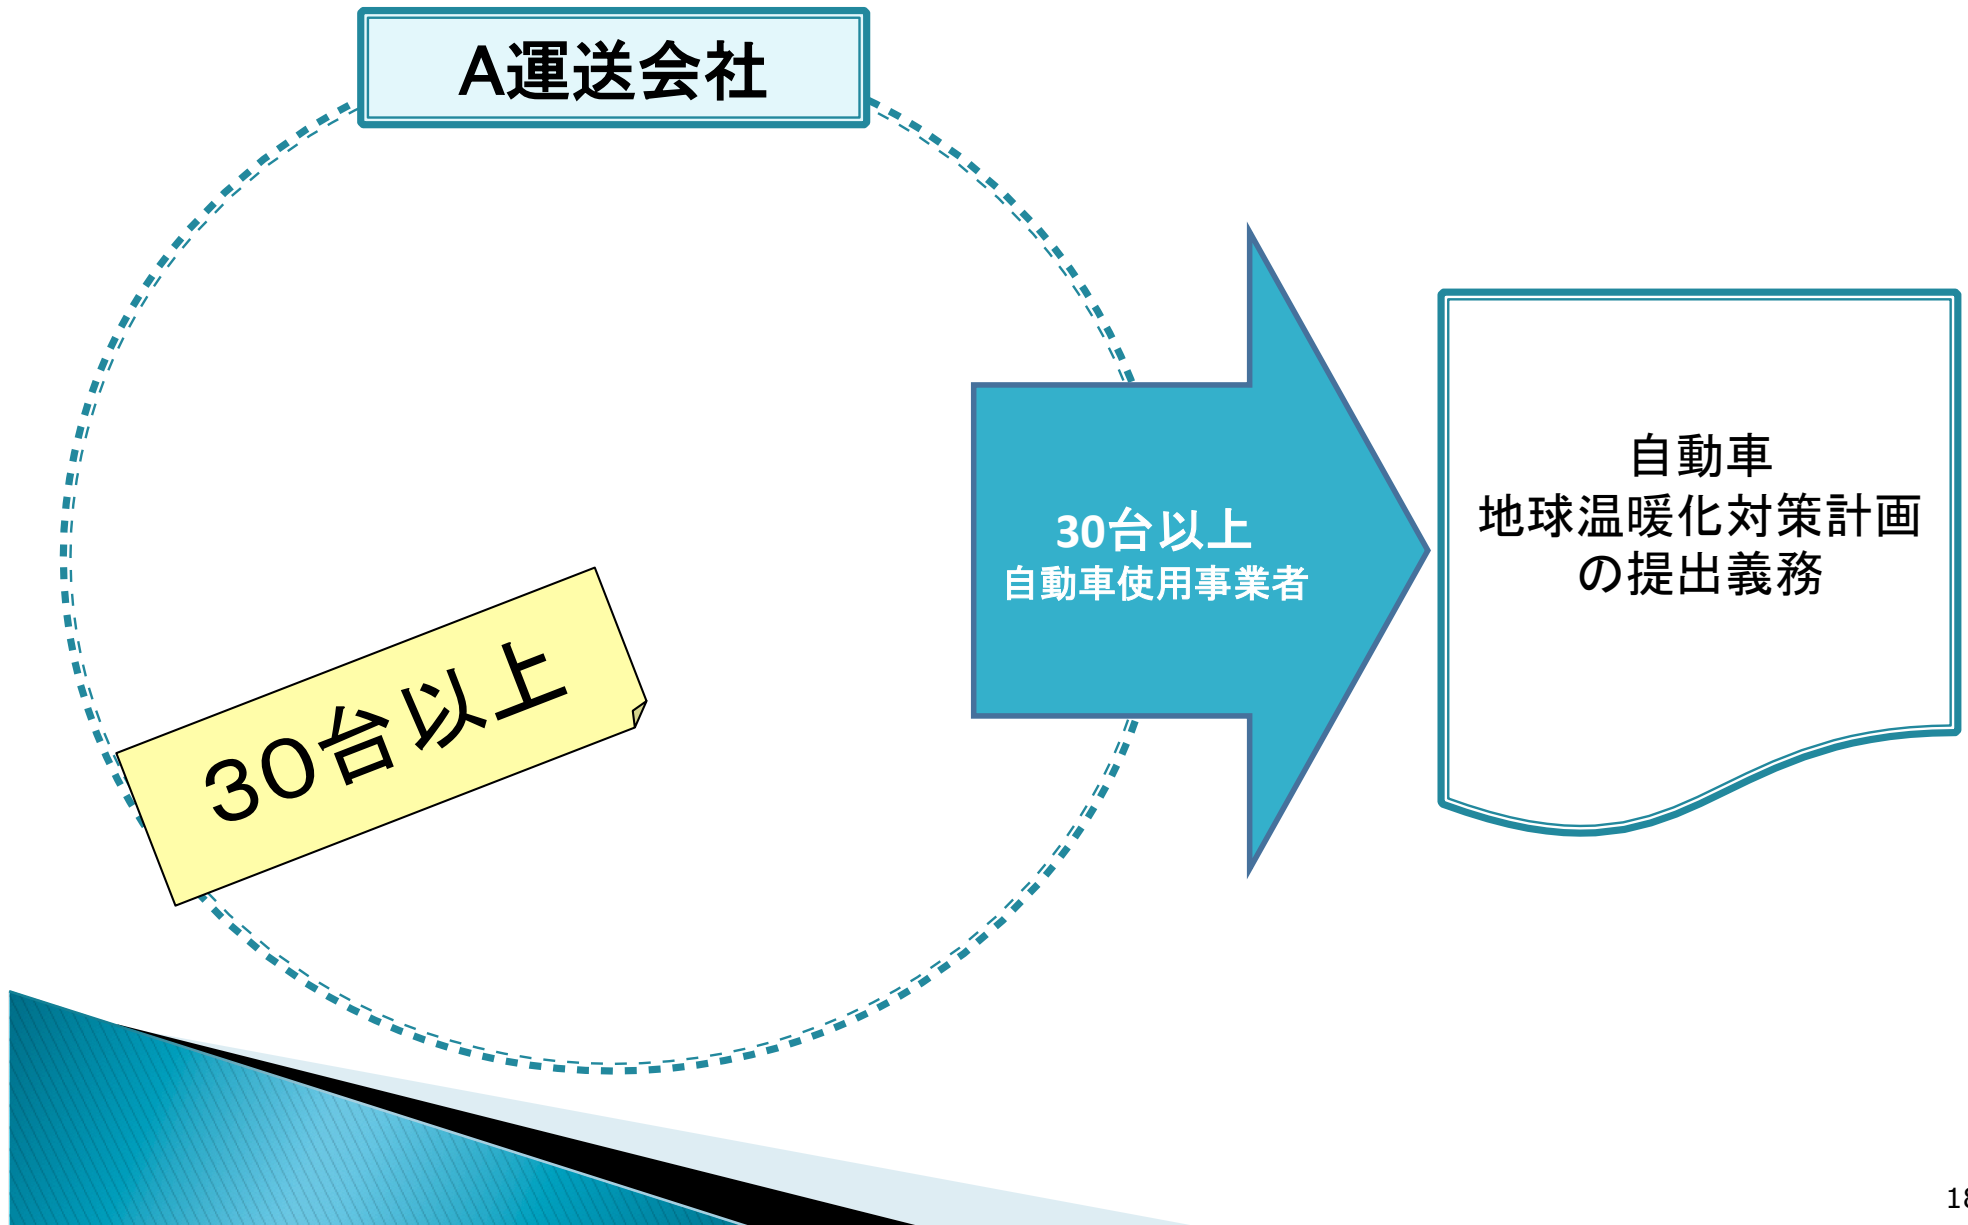 A運送会社
30台以上
自動車使用事業者
自動車
地球温暖化対策計画
の提出義務
３０台以上
18